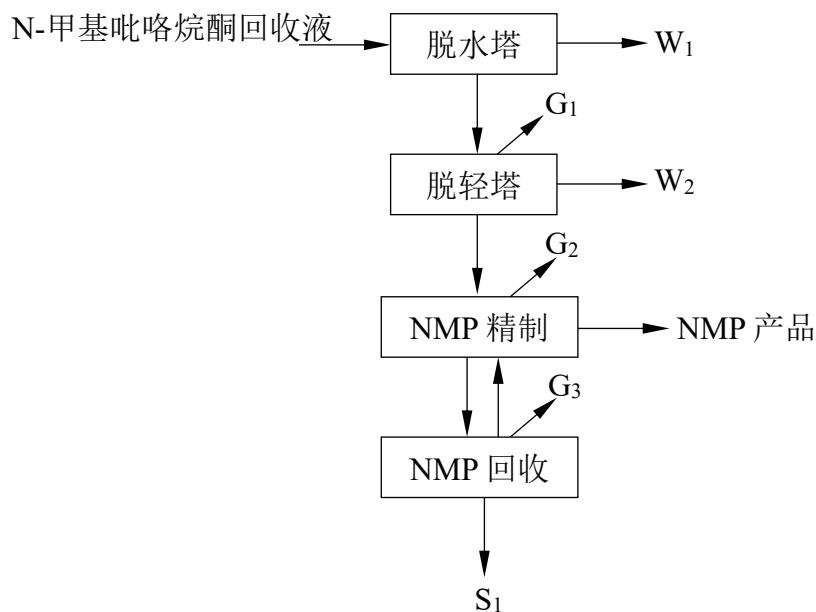 N-甲基吡咯烷酮回收液
脱水塔
W₁
G₁
脱轻塔
W₂
G₂
NMP 精制
NMP 产品
G₃
NMP 回收
S₁